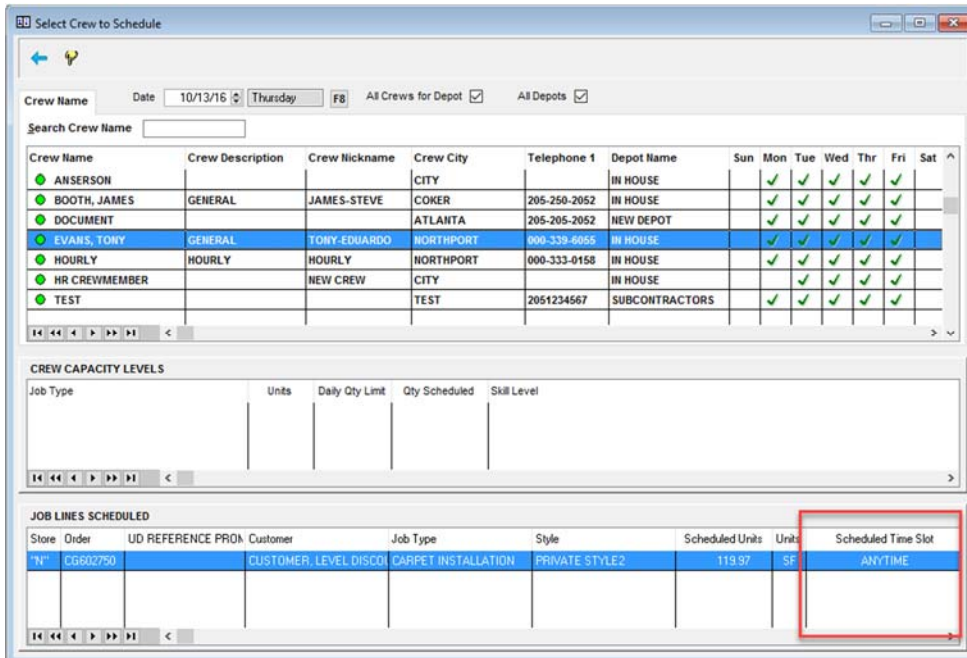 Select Crew to Schedule
Crew Name Date 10/13/16 Thursday F8 All Crews for Depot All Depots
Search Crew Name
Crew Name Crew Description Crew Nickname Crew City Telephone 1 Depot Name Sun Mon Tue Wed Thr Fri Sat
ANSERSON CITY IN HOUSE
BOOTH, JAMES GENERAL JAMES-STEVE COKER 205-250-2052 IN HOUSE
DOCUMENT ATLANTA 205-205-2052 NEW DEPOT
EVANS, TONY GENERAL TONY-EDUARDO NORTHPORT 000-339-6055 IN HOUSE
HOURLY HOURLY HOURLY NORTHPORT 000-333-0158 IN HOUSE
HR CREWMEMBER NEW CREW CITY IN HOUSE
TEST TEST 2051234567 SUBCONTRACTORS
CREW CAPACITY LEVELS
Job Type Units Daily Qty Limit Qty Scheduled Skill Level
JOB LINES SCHEDULED
Store Order UD REFERENCE PROM Customer Job Type Style Scheduled Units Units Scheduled Time Slot
"N" CG602750 CUSTOMER, LEVEL DISCOU CARPET INSTALLATION PRIVATE STYLE2 119.97 SF ANYTIME